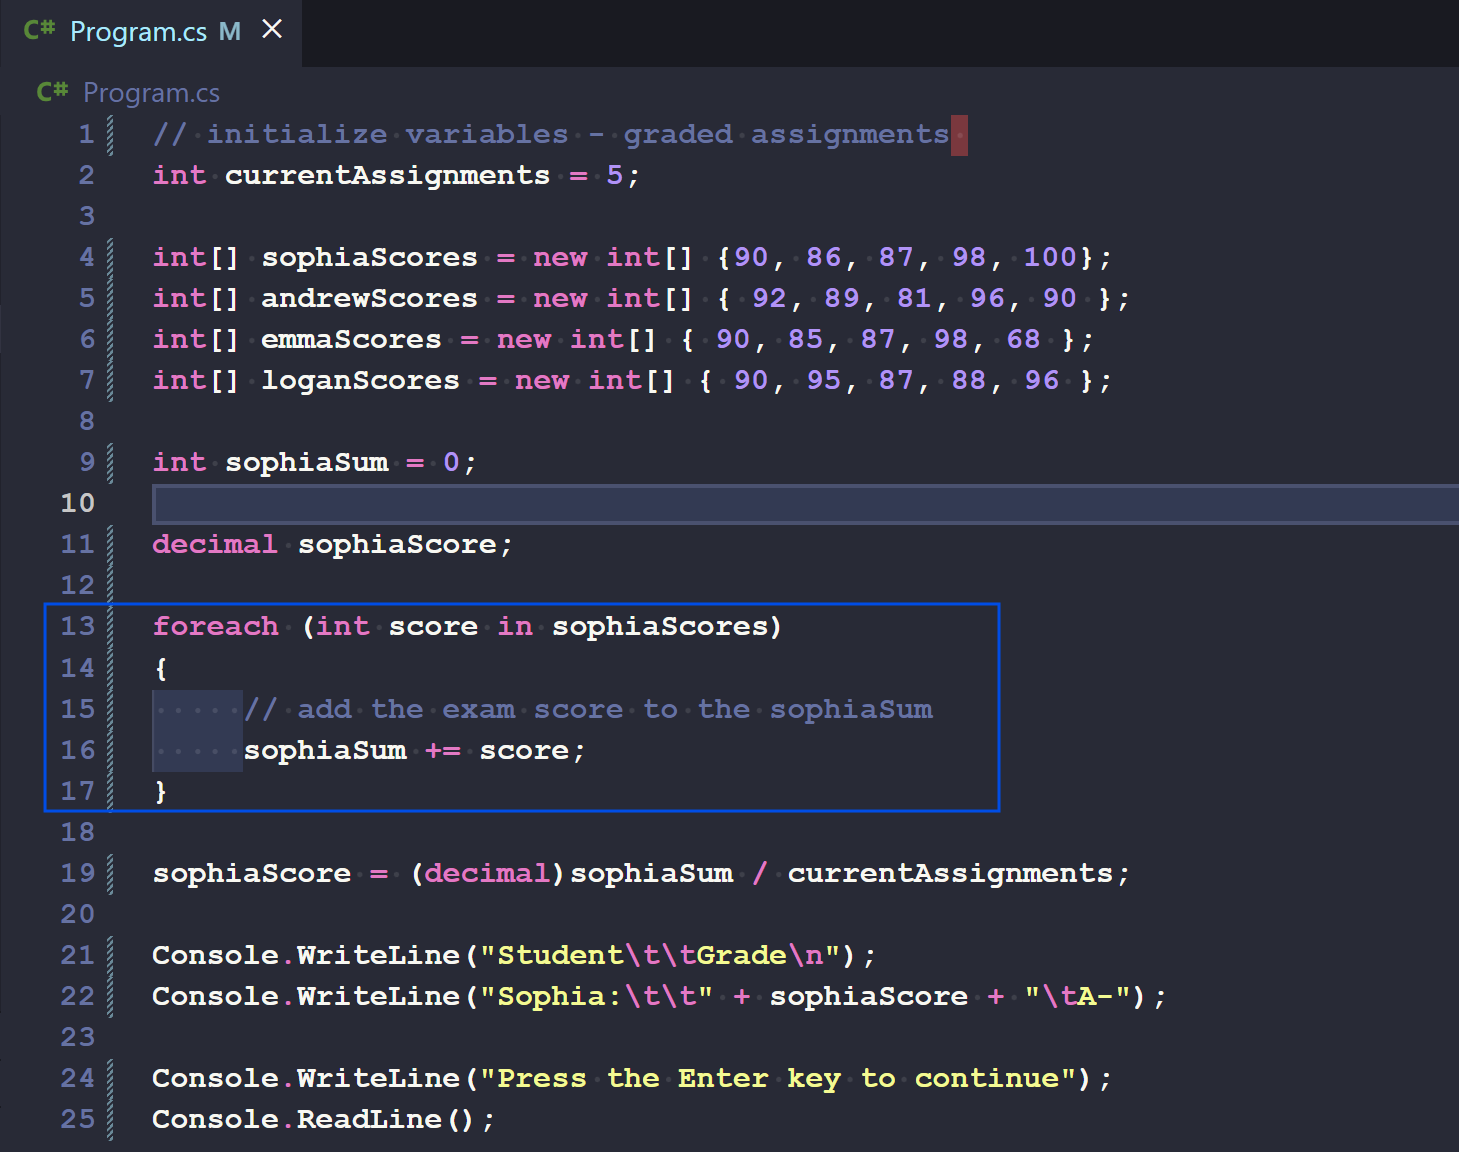 C# Program.cs M ×
C# Program.cs
1 // initialize variables - graded assignments
2 int currentAssignments = 5;
3
4 int[] sophiaScores = new int[] {90, 86, 87, 98, 100};
5 int[] andrewScores = new int[] { 92, 89, 81, 96, 90 };
6 int[] emmaScores = new int[] { 90, 85, 87, 98, 68 };
7 int[] loganScores = new int[] { 90, 95, 87, 88, 96 };
8
9 int sophiaSum = 0;
10
11 decimal sophiaScore;
12
13 foreach (int score in sophiaScores)
14 {
15      // add the exam score to the sophiaSum
16      sophiaSum += score;
17 }
18
19 sophiaScore = (decimal)sophiaSum / currentAssignments;
20
21 Console.WriteLine("Student\t\tGrade\n");
22 Console.WriteLine("Sophia:\t\t" + sophiaScore + "\tA-");
23
24 Console.WriteLine("Press the Enter key to continue");
25 Console.ReadLine();